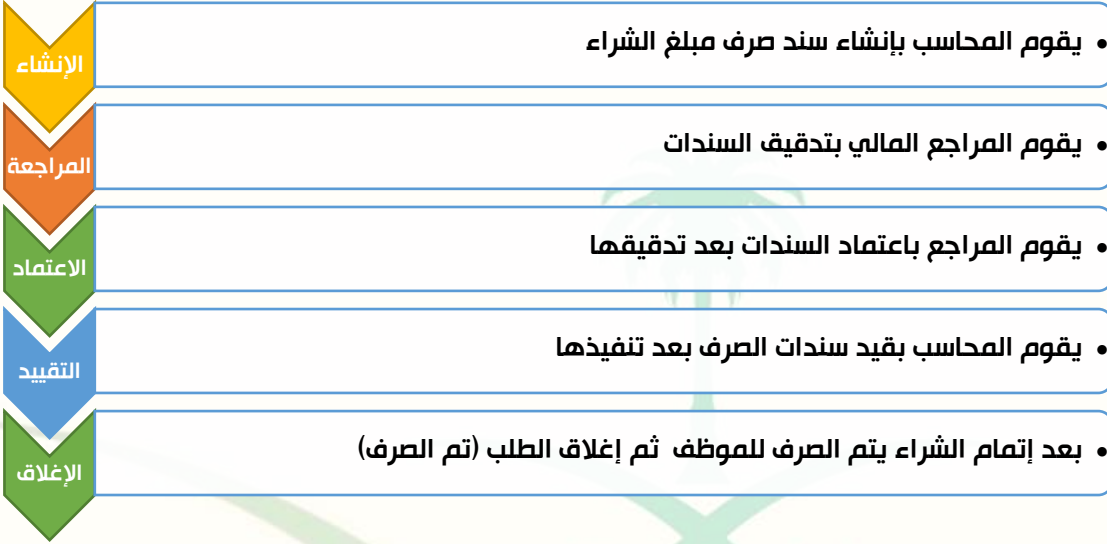 الإنشاء
• يقوم المحاسب بإنشاء سند صرف مبلغ الشراء
المراجعة
• يقوم المراجع المالي بتدقيق السندات
الاعتماد
• يقوم المراجع باعتماد السندات بعد تدقيقها
التقييد
• يقوم المحاسب بقيد سندات الصرف بعد تنفيذها
الإغلاق
• بعد إتمام الشراء يتم الصرف للموظف ثم إغلاق الطلب (تم الصرف)